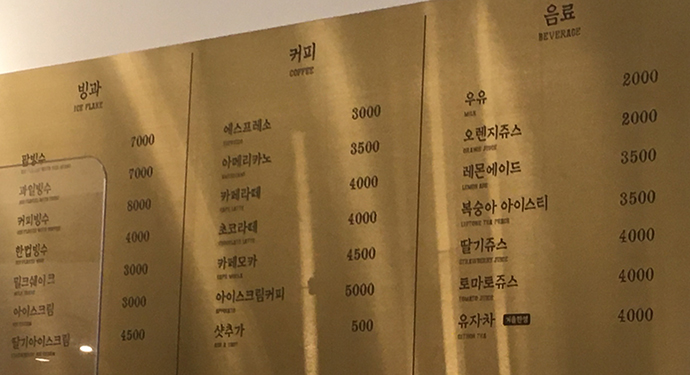 빙과
ICE FLAKE
팥빙수 7000
과일빙수 7000
커피빙수 8000
한법빙수 4000
밀크쉐이크 3000
아이스크림 3000
딸기아이스크림 4500
커피
COFFEE
에스프레소 3000
아메리카노 3500
카페라떼 4000
초코라떼 4000
카페모카 4500
아이스크림커피 5000
샷추가 500
음료
BEVERAGE
우유 2000
MILK
오렌지쥬스 2000
ORANGE JUICE
레몬에이드 3500
복숭아 아이스티 3500
딸기쥬스 4000
STRAWBERRY JUICE
토마토쥬스 4000
TOMATO JUICE
유자차 4000
CITRON TEA